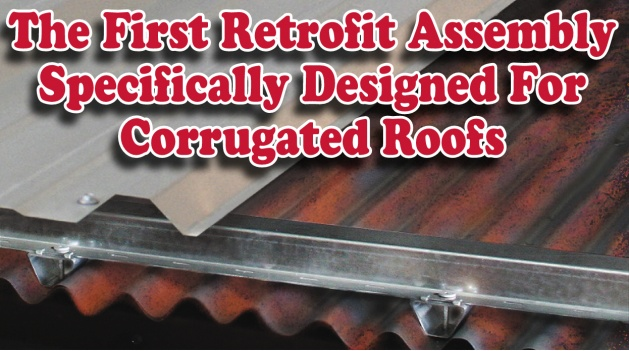 The First Retrofit Assembly
Specifically Designed For
Corrugated Roofs